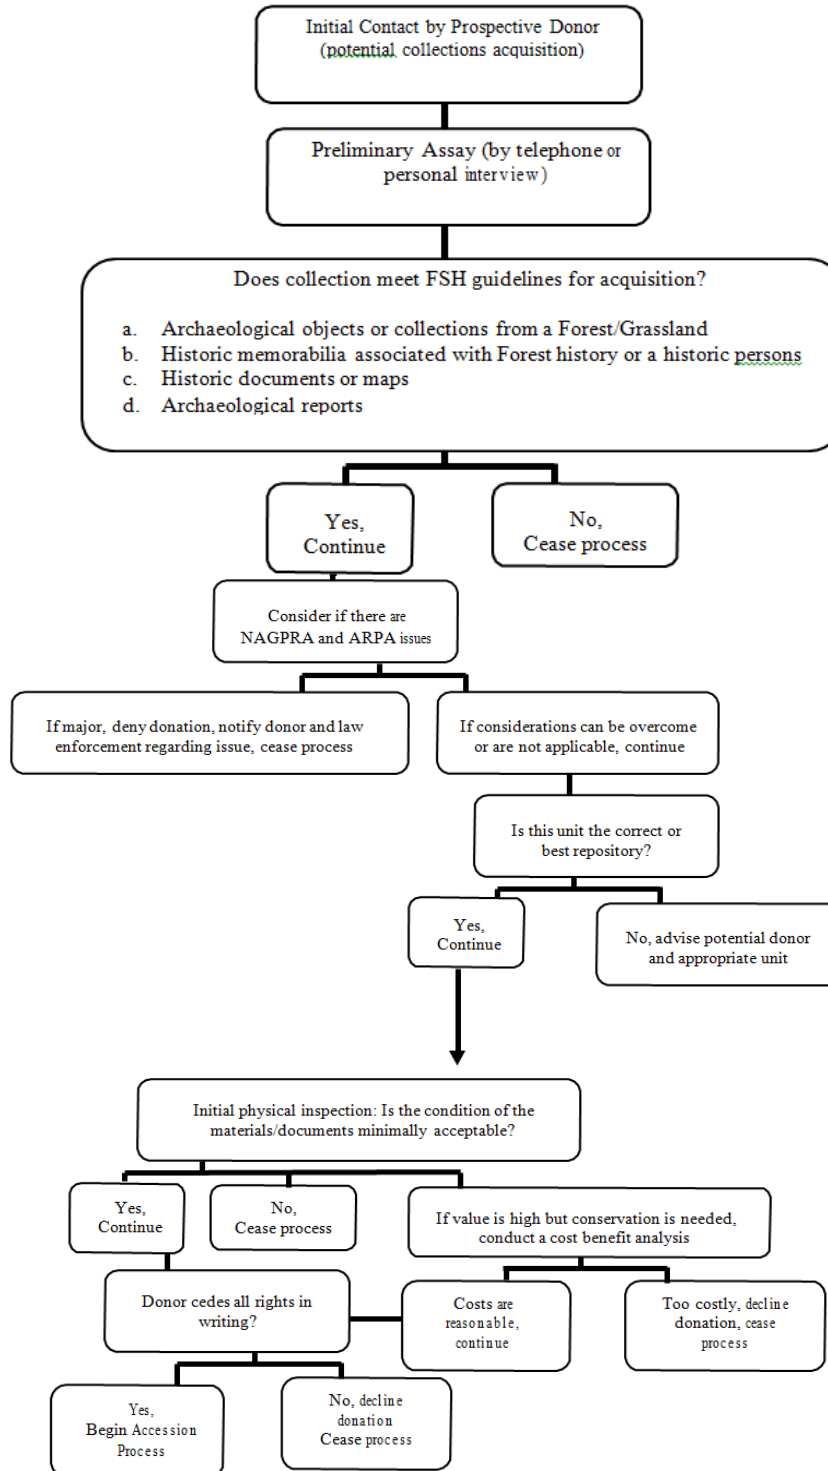 Initial Contact by Prospective Donor
(potential collections acquisition)
Preliminary Assay (by telephone or
personal interview)
Does collection meet FSH guidelines for acquisition?
a. Archaeological objects or collections from a Forest/Grassland
b. Historic memorabilia associated with Forest history or a historic persons
c. Historic documents or maps
d. Archaeological reports
Yes,
Continue
No,
Cease process
Consider if there are
NAGPRA and ARPA issues
If major, deny donation, notify donor and law
enforcement regarding issue, cease process
If considerations can be overcome
or are not applicable, continue
Is this unit the correct or
best repository?
Yes,
Continue
No, advise potential donor
and appropriate unit
Initial physical inspection: Is the condition of the
materials/documents minimally acceptable?
Yes,
Continue
No,
Cease process
If value is high but conservation is needed,
conduct a cost benefit analysis
Donor cedes all rights in
writing?
Costs are
reasonable,
continue
Too costly, decline
donation, cease
process
Yes,
Begin Accession
Process
No, decline
donation
Cease process